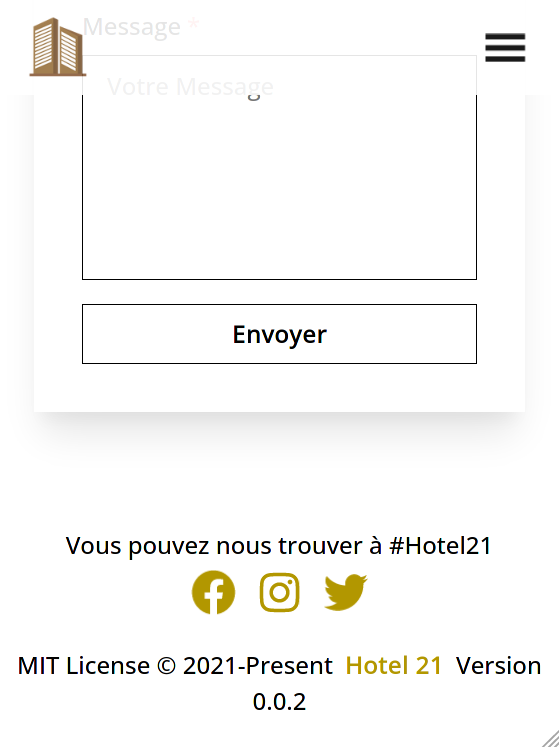 Message *
Votre Message
Envoyer
Vous pouvez nous trouver à #Hotel21
MIT License © 2021-Present Hotel 21 Version
0.0.2